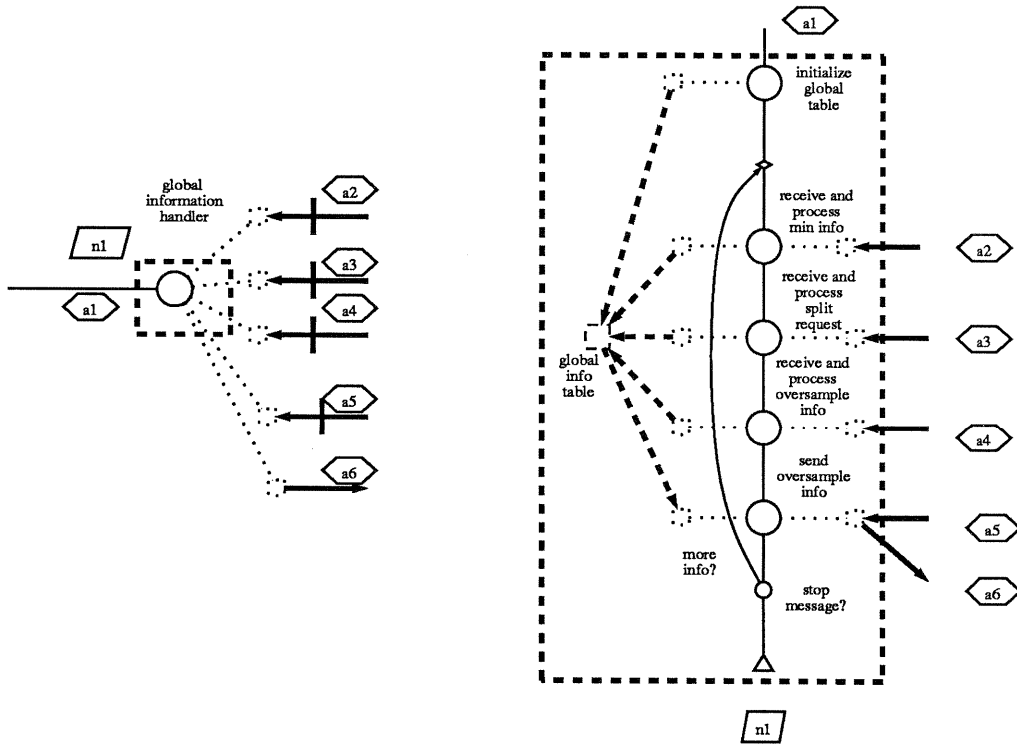 global
information
handler
n1
a1
a2
a3
a4
a5
a6
a1
initialize
global
table
receive and
process
min info
a2
receive and
process
split
request
a3
global
info
table
receive and
process
oversample
info
a4
send
oversample
info
a5
more
info?
stop
message?
a6
n1